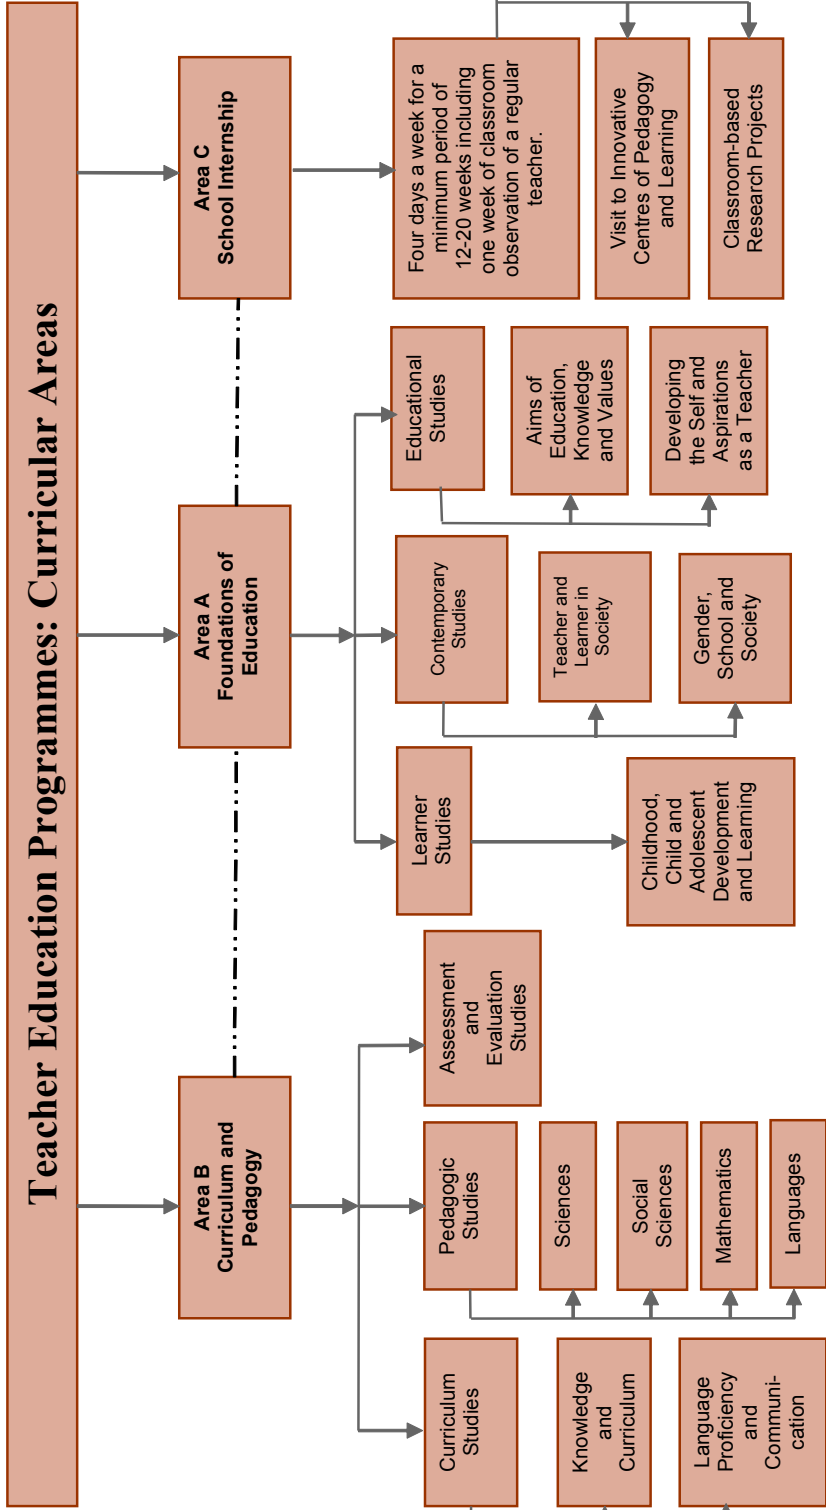 Teacher Education Programmes: Curricular Areas
Area B
Curriculum and
Pedagogy
Area A
Foundations of
Education
Area C
School Internship
Curriculum
Studies
Knowledge
and
Curriculum
Language
Proficiency
and
Communi-
cation
Pedagogic
Studies
Sciences
Social
Sciences
Mathematics
Languages
Assessment
and
Evaluation
Studies
Learner
Studies
Childhood,
Child and
Adolescent
Development
and Learning
Contemporary
Studies
Teacher and
Learner in
Society
Gender,
School and
Society
Educational
Studies
Aims of
Education,
Knowledge
and Values
Developing
the Self and
Aspirations
as a Teacher
Four days a week for a
minimum period of
12-20 weeks including
one week of classroom
observation of a regular
teacher.
Visit to Innovative
Centres of Pedagogy
and Learning
Classroom-based
Research Projects